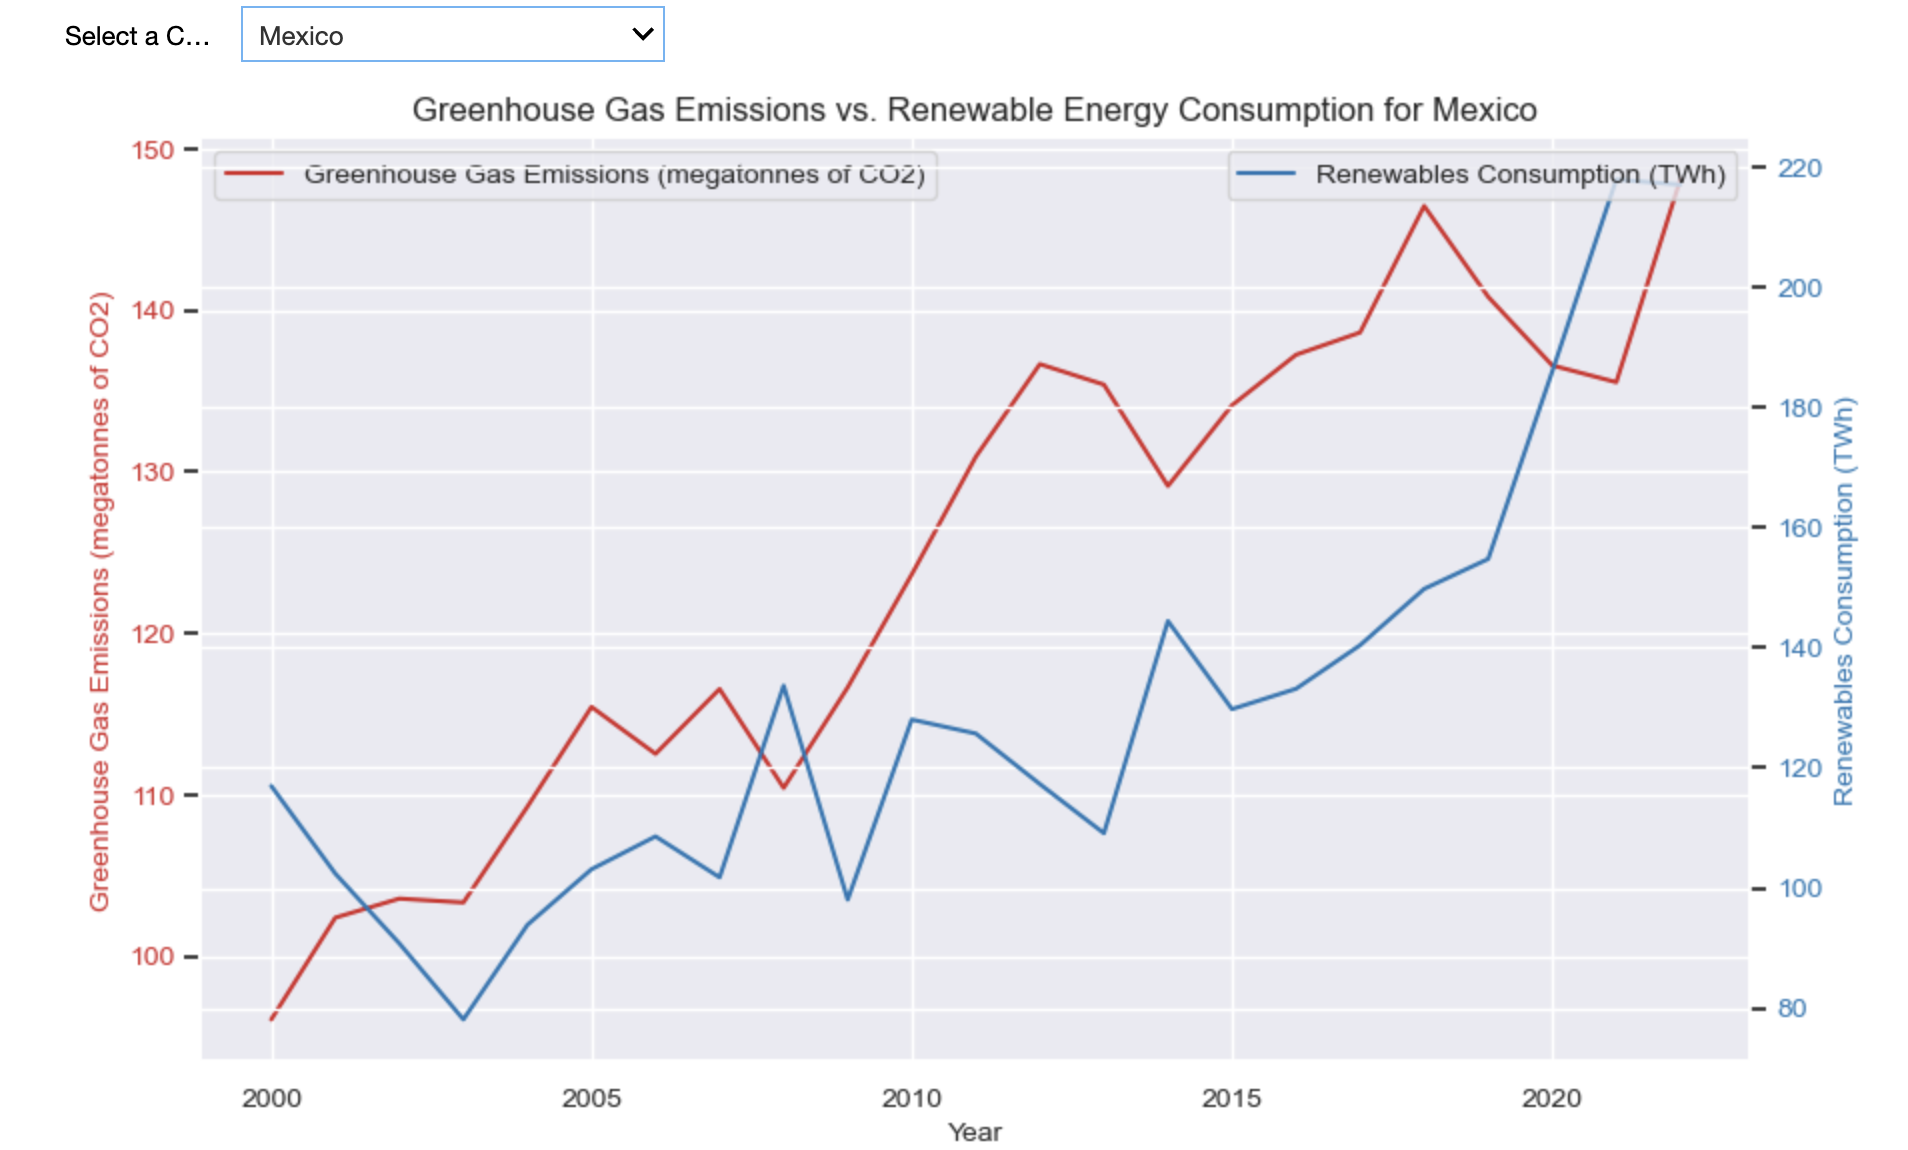 Select a C...
Mexico
Greenhouse Gas Emissions vs. Renewable Energy Consumption for Mexico
Greenhouse Gas Emissions (megatonnes of CO2)
Renewables Consumption (TWh)
Greenhouse Gas Emissions (megatonnes of CO2)
150
140
130
120
110
100
220
200
180
160
140
120
100
80
Renewables Consumption (TWh)
2000 2005 2010 2015 2020
Year